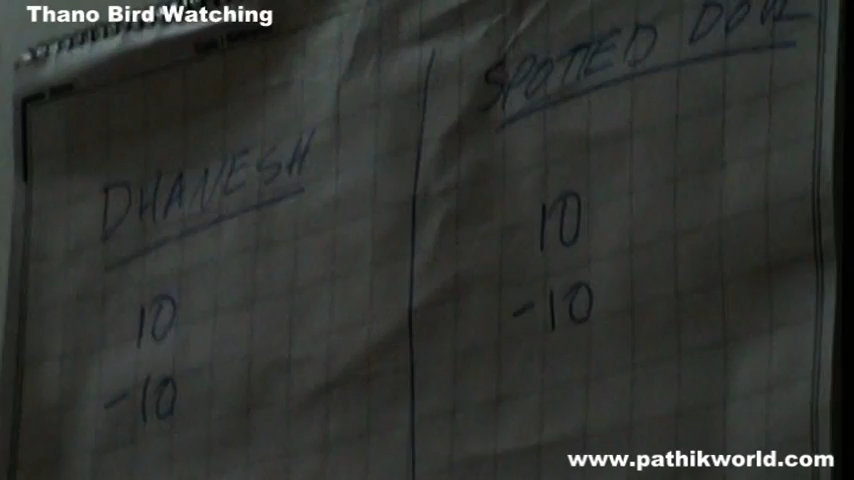 Thano Bird Watching
DHANESH
10
-10
SPOTTED DOVE
10
-10
www.pathikworld.com